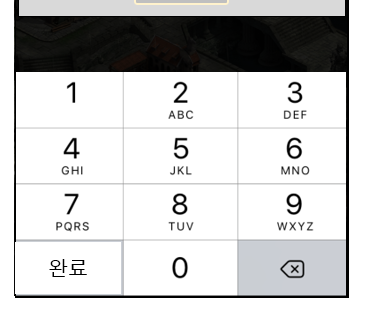 1 2 3
ABC DEF
4 5 6
GHI JKL MNO
7 8 9
PQRS TUV WXYZ
완료 0